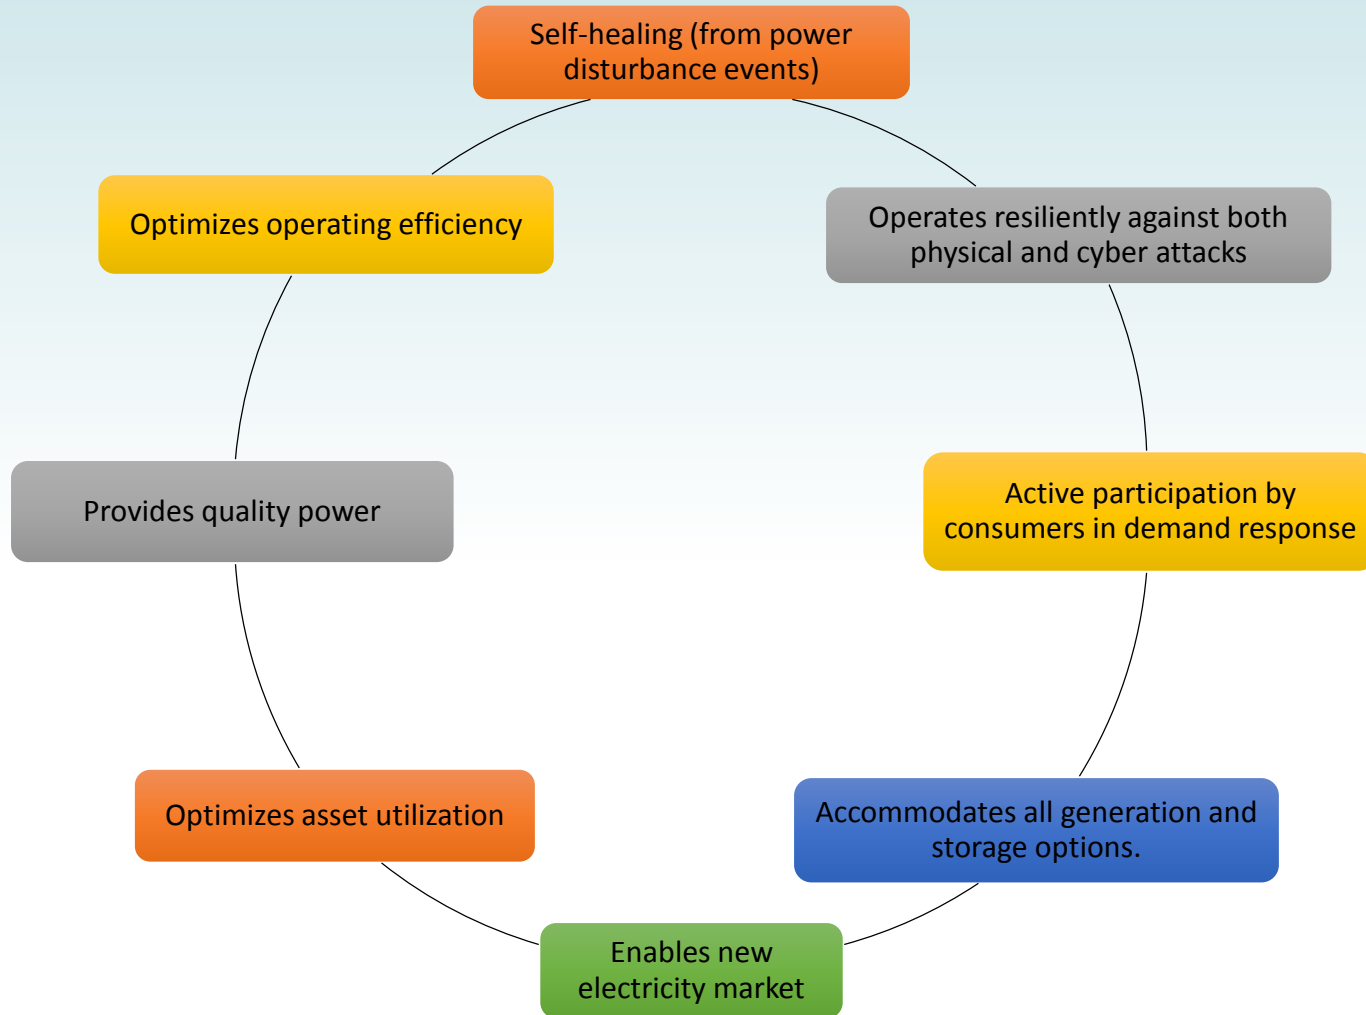 Self-healing (from power
disturbance events)
Optimizes operating efficiency
Operates resiliently against both
physical and cyber attacks
Provides quality power
Active participation by
consumers in demand response
Optimizes asset utilization
Accommodates all generation and
storage options.
Enables new
electricity market